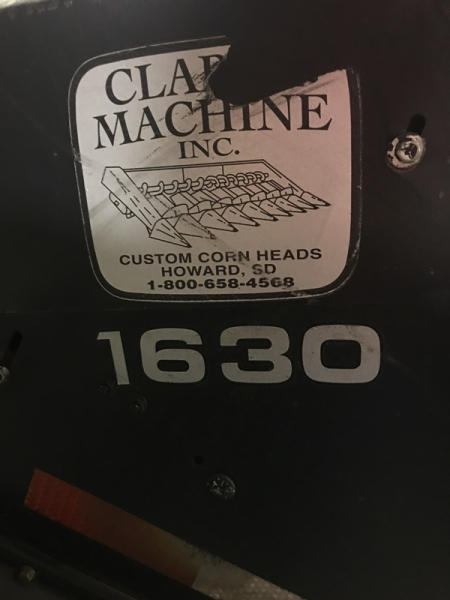 MACHINE
INC.
CUSTOM CORN HEADS
HOWARD, SD
1-800-658-4568
1630